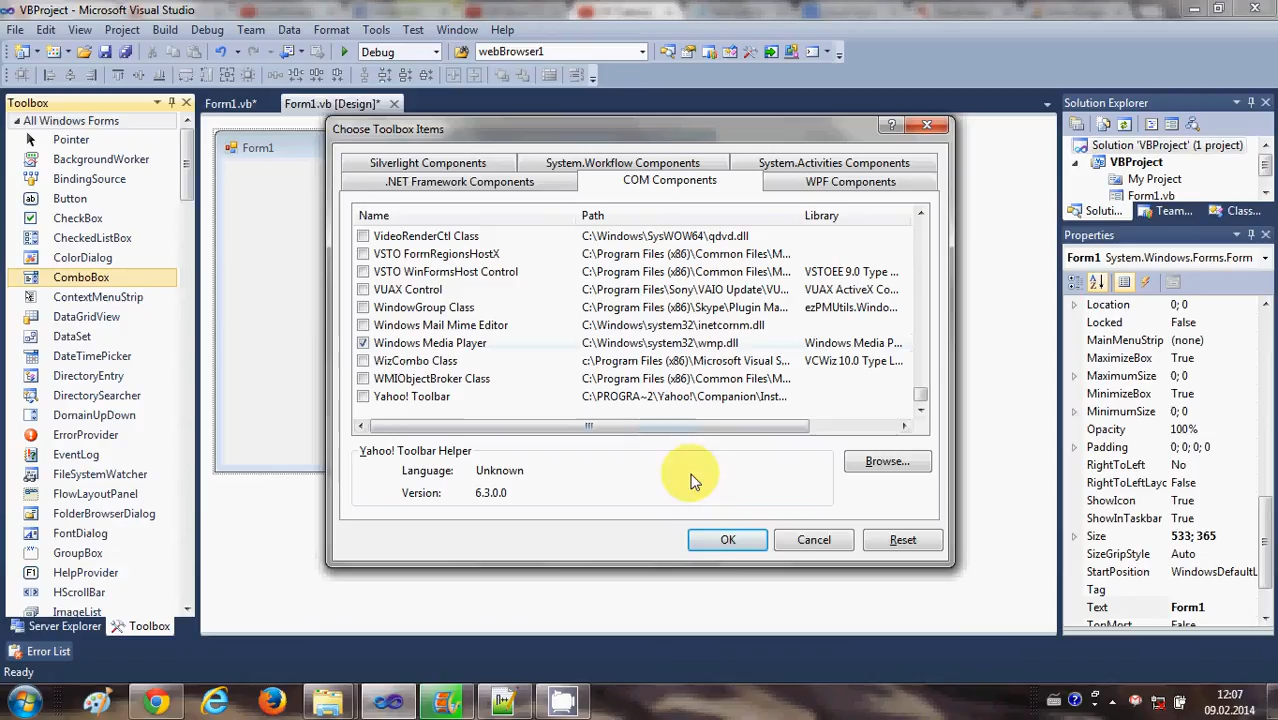 VBProject - Microsoft Visual Studio
File Edit View Project Build Debug Team Data Format Tools Test Window Help
Debug webBrowser1
Toolbox
Form1.vb* Form1.vb [Design]*
Solution Explorer
All Windows Forms
Pointer
BackgroundWorker
BindingSource
Button
CheckBox
CheckedListBox
ColorDialog
ComboBox
ContextMenuStrip
DataGridView
DataSet
DateTimePicker
DirectoryEntry
DirectorySearcher
DomainUpDown
ErrorProvider
EventLog
FileSystemWatcher
FlowLayoutPanel
FolderBrowserDialog
FontDialog
GroupBox
HelpProvider
HScrollBar
ImageList
Server Explorer Toolbox
Error List
Ready
Form1
Choose Toolbox Items
Silverlight Components System.Workflow Components System.Activities Components
.NET Framework Components COM Components WPF Components
Name Path Library
VideoRenderCtl Class C:\Windows\SysWOW64\qdvd.dll
VSTO FormRegionsHostX C:\Program Files (x86)\Common Files\M...
VSTO WinFormsHost Control C:\Program Files (x86)\Common Files\M... VSTOEE 9.0 Type ...
VUAX Control C:\Program Files\Sony\VAIO Update\VU... VUAX ActiveX Co...
WindowGroup Class C:\Program Files (x86)\Skype\Plugin Ma... ezPMUtils.Windo...
Windows Mail Mime Editor C:\Windows\system32\inetcomm.dll
Windows Media Player C:\Windows\system32\wmp.dll Windows Media P...
WizCombo Class c:\Program Files (x86)\Microsoft Visual S... VCWiz 10.0 Type L...
WMIObjectBroker Class C:\Program Files (x86)\Common Files\M...
Yahoo! Toolbar C:\PROGRA~2\Yahoo!\Companion\Inst...
Yahoo! Toolbar Helper
Language: Unknown
Version: 6.3.0.0
Browse...
OK Cancel Reset
Solution 'VBProject' (1 project)
VBProject
My Project
Form1.vb
Soluti... Team... Class...
Properties
Form1 System.Windows.Forms.Form
Location 0; 0
Locked False
MainMenuStrip
MaximizeBox True
MaximumSize 0; 0
MinimizeBox True
MinimumSize 0; 0
Opacity 100%
Padding 0; 0; 0; 0
RightToLeft No
RightToLeftLayc False
ShowIcon True
ShowInTaskbar True
Size 533; 365
SizeGripStyle Auto
StartPosition WindowsDefaultL
Tag
Text Form1
TopMost False
12:07
09.02.2014